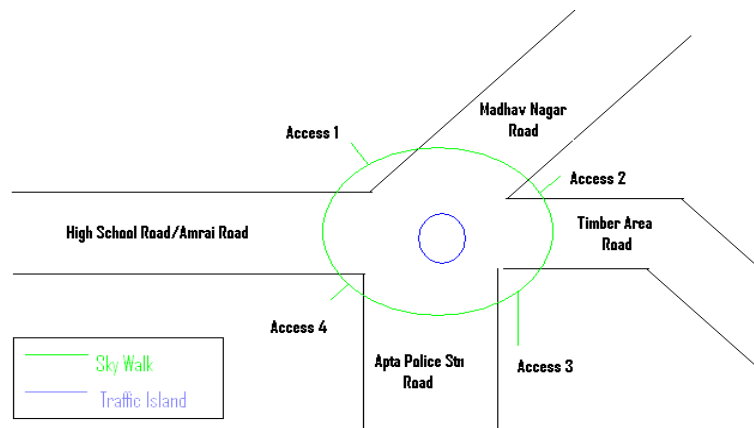 Madhav Nagar
Road
Access 1
Access 2
High School Road/Amrai Road
Timber Area
Road
Access 4
Apta Police Stn
Road
Access 3
Sky Walk
Traffic Island